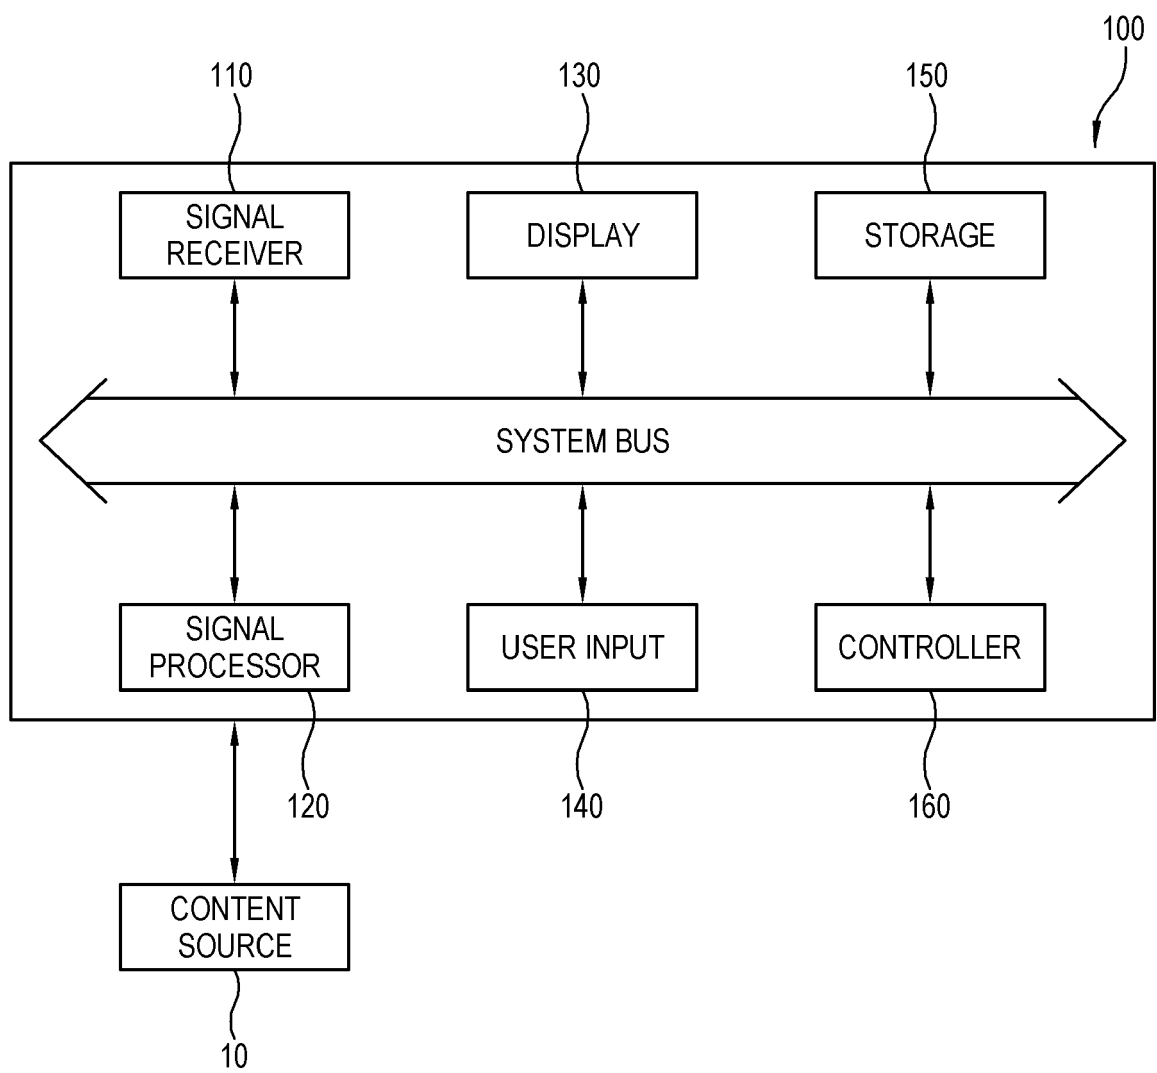 100
110
130
150
SIGNAL
RECEIVER
DISPLAY
STORAGE
SYSTEM BUS
SIGNAL
PROCESSOR
USER INPUT
CONTROLLER
120
140
160
CONTENT
SOURCE
10